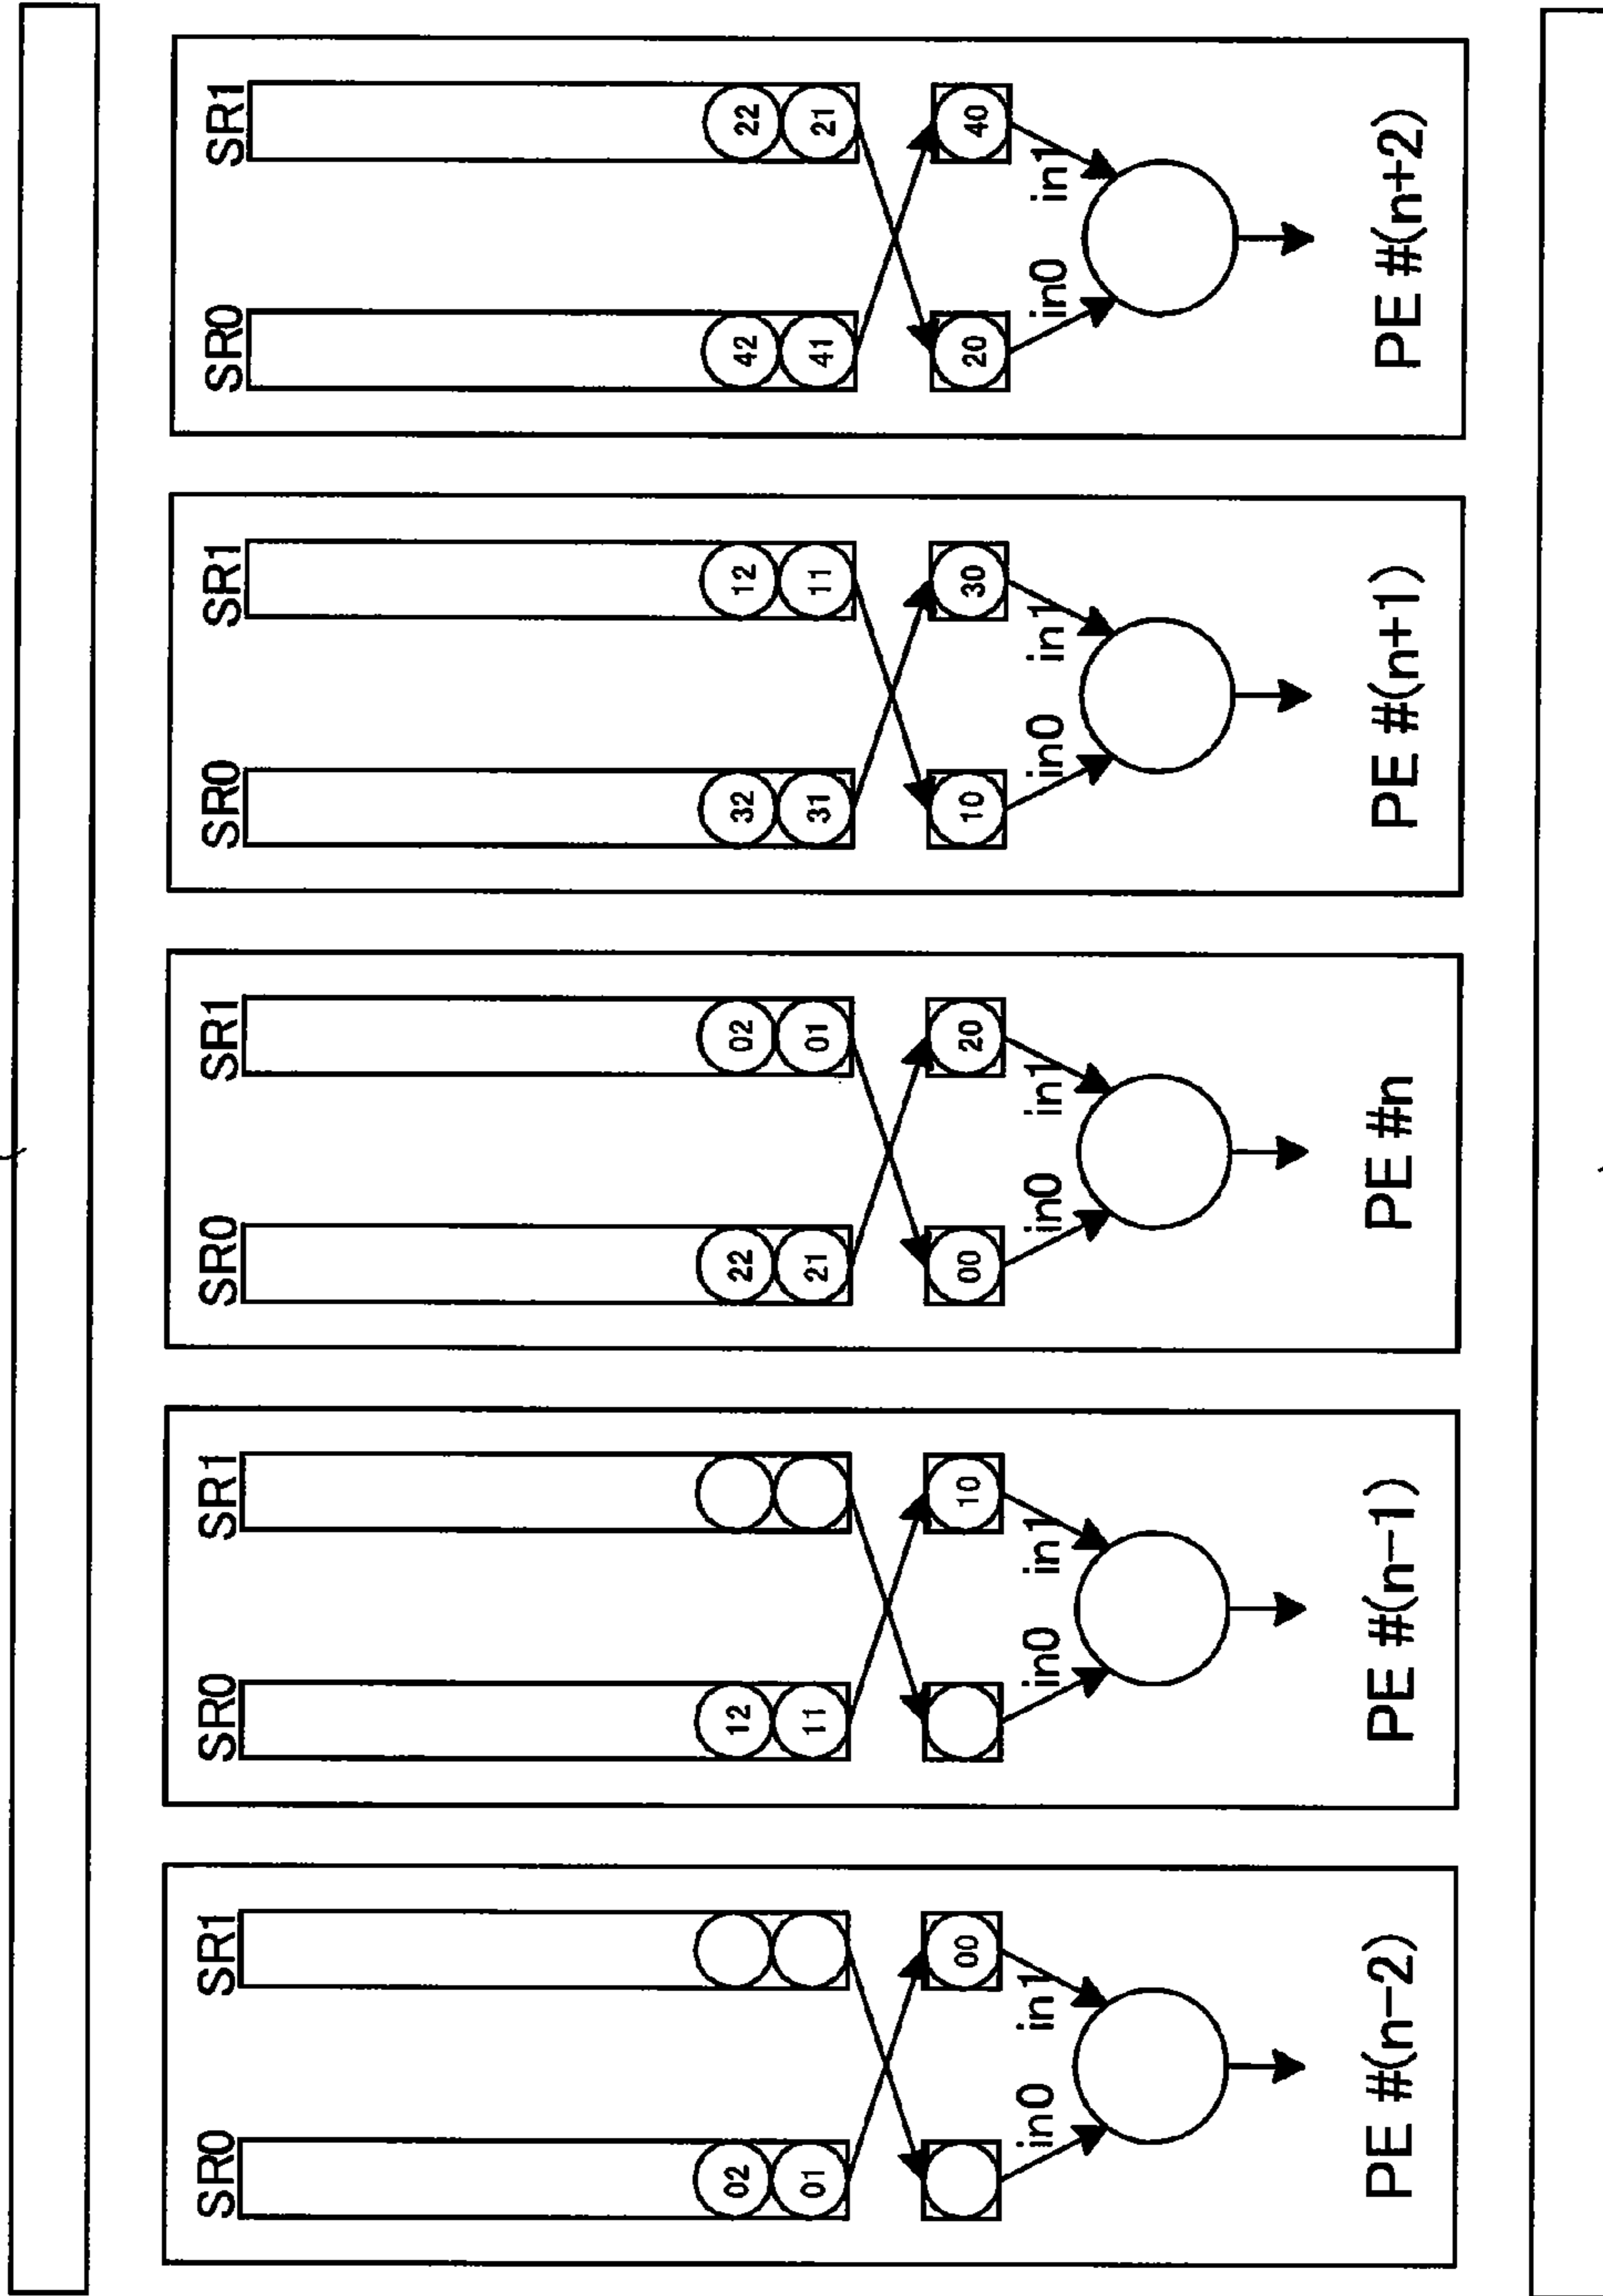 SR0 SR1
02
01
00
in0 in1
PE #(n−2)
SR0 SR1
12
11
10
in0 in1
PE #(n−1)
SR0 SR1
22 02
21 01
00 20
in0 in1
PE #n
SR0 SR1
32 12
31 11
10 30
in0 in1
PE #(n+1)
SR0 SR1
42 22
41 21
20 40
in0 in1
PE #(n+2)